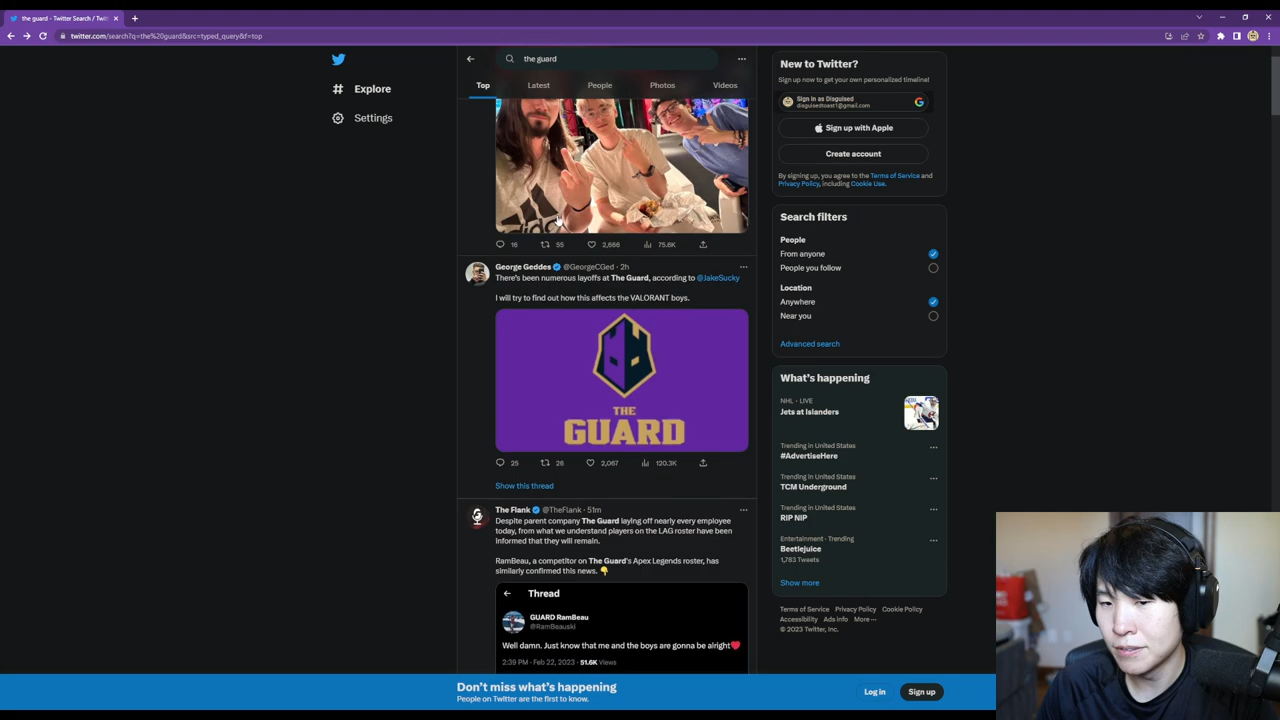 the guard - Twitter Search / Twit
twitter.com/search?q=the%20guard&src=typed_query&f=top
the guard
Top
Latest
People
Photos
Videos
Explore
Settings
16
55
2,666
75.6K
George Geddes @GeorgeCGed · 2h
There's been numerous layoffs at The Guard, according to @JakeSucky
I will try to find out how this affects the VALORANT boys.
THE
GUARD
25
26
2,067
120.3K
Show this thread
The Flank @TheFlank · 51m
Despite parent company The Guard laying off nearly every employee
today, from what we understand players on the LAG roster have been
informed that they will remain.
RamBeau, a competitor on The Guard's Apex Legends roster, has
similarly confirmed this news. 👇
Thread
GUARD RamBeau
@RamBeauski
Well damn. Just know that me and the boys are gonna be alright❤️
2:39 PM · Feb 22, 2023 · 51.6K Views
New to Twitter?
Sign up now to get your own personalized timeline!
Sign in as Disguised
disguisedtoast1@gmail.com
Sign up with Apple
Create account
By signing up, you agree to the Terms of Service and
Privacy Policy, including Cookie Use.
Search filters
People
From anyone
People you follow
Location
Anywhere
Near you
Advanced search
What's happening
NHL · LIVE
Jets at Islanders
Trending in United States
#AdvertiseHere
Trending in United States
TCM Underground
Trending in United States
RIP NIP
Entertainment · Trending
Beetlejuice
1,783 Tweets
Show more
Terms of Service Privacy Policy Cookie Policy
Accessibility Ads info More ···
© 2023 Twitter, Inc.
Don't miss what's happening
People on Twitter are the first to know.
Log in
Sign up